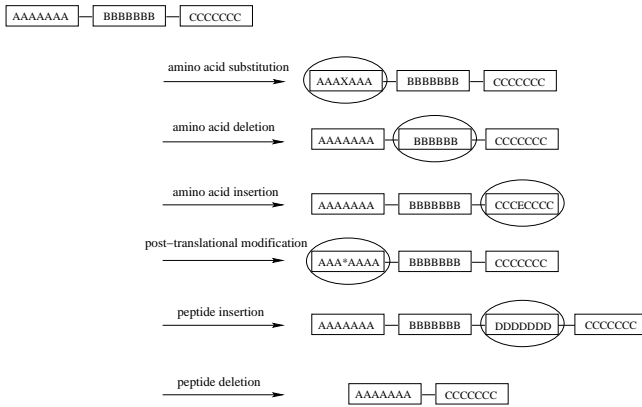 AAAAAAA BBBBBBB CCCCCCC
amino acid substitution AAAXAAA BBBBBBB CCCCCCC
amino acid deletion AAAAAAA BBBBBB CCCCCCC
amino acid insertion AAAAAAA BBBBBBB CCCECCCC
post-translational modification AAA*AAAA BBBBBBB CCCCCCC
peptide insertion AAAAAAA BBBBBBB DDDDDDD CCCCCCC
peptide deletion AAAAAAA CCCCCCC